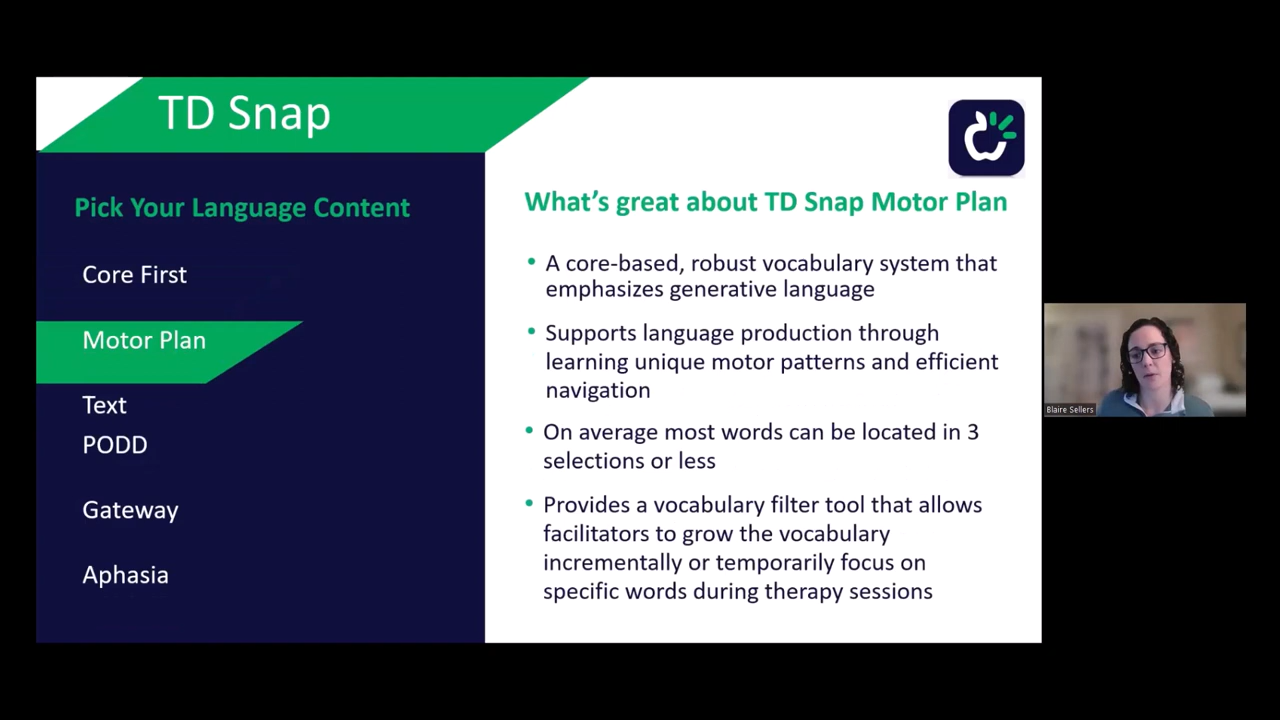 TD Snap
Pick Your Language Content
Core First
Motor Plan
Text
PODD
Gateway
Aphasia
What's great about TD Snap Motor Plan
• A core-based, robust vocabulary system that
emphasizes generative language
• Supports language production through
learning unique motor patterns and efficient
navigation
• On average most words can be located in 3
selections or less
• Provides a vocabulary filter tool that allows
facilitators to grow the vocabulary
incrementally or temporarily focus on
specific words during therapy sessions
Blaire Sellers